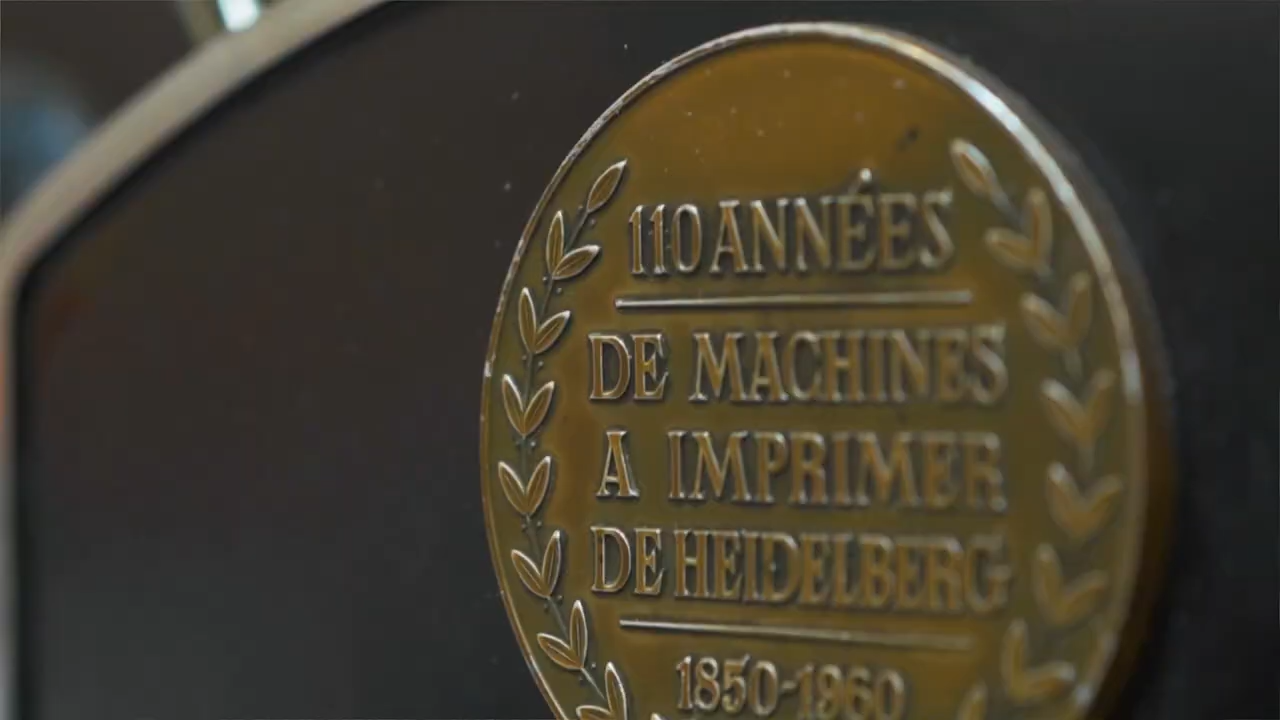 110 ANNÉES
DE MACHINES
A IMPRIMER
DE HEIDELBERG
1850-1960